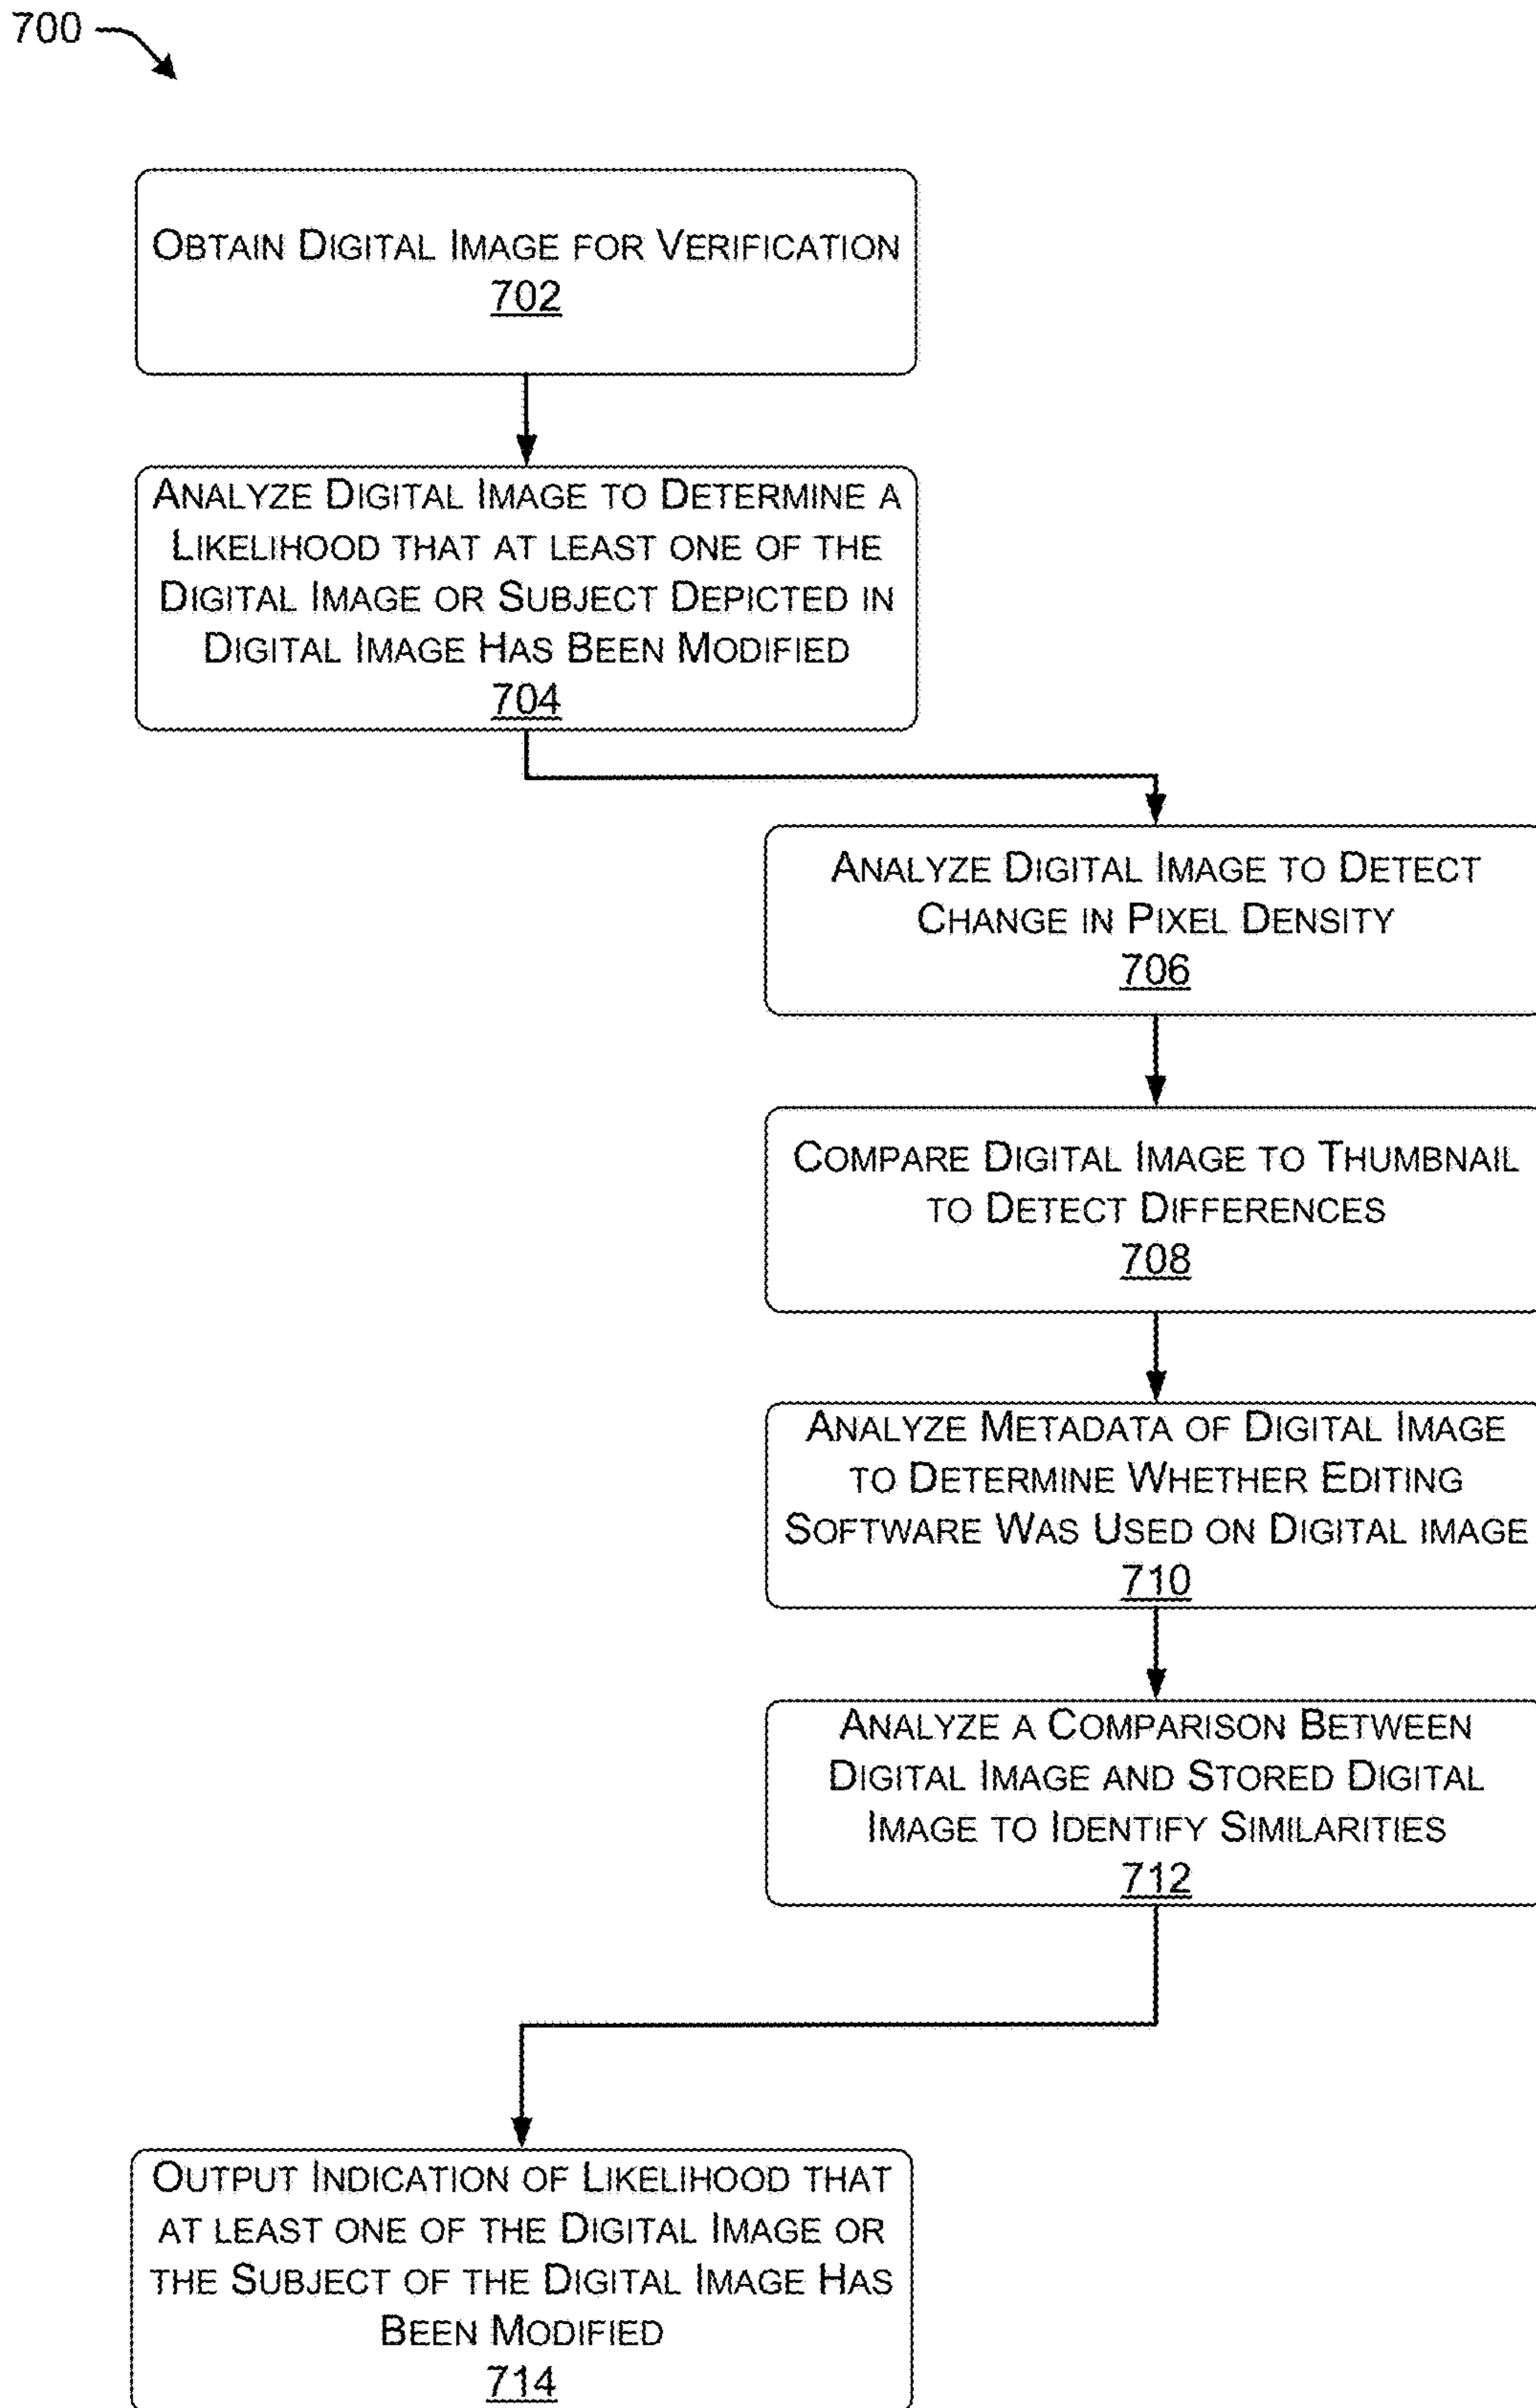 700
OBTAIN DIGITAL IMAGE FOR VERIFICATION
702
ANALYZE DIGITAL IMAGE TO DETERMINE A
LIKELIHOOD THAT AT LEAST ONE OF THE
DIGITAL IMAGE OR SUBJECT DEPICTED IN
DIGITAL IMAGE HAS BEEN MODIFIED
704
ANALYZE DIGITAL IMAGE TO DETECT
CHANGE IN PIXEL DENSITY
706
COMPARE DIGITAL IMAGE TO THUMBNAIL
TO DETECT DIFFERENCES
708
ANALYZE METADATA OF DIGITAL IMAGE
TO DETERMINE WHETHER EDITING
SOFTWARE WAS USED ON DIGITAL IMAGE
710
ANALYZE A COMPARISON BETWEEN
DIGITAL IMAGE AND STORED DIGITAL
IMAGE TO IDENTIFY SIMILARITIES
712
OUTPUT INDICATION OF LIKELIHOOD THAT
AT LEAST ONE OF THE DIGITAL IMAGE OR
THE SUBJECT OF THE DIGITAL IMAGE HAS
BEEN MODIFIED
714